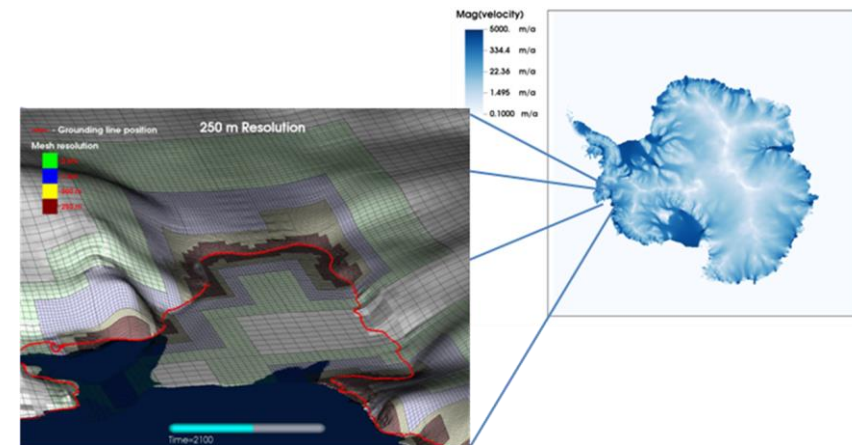 Mag(velocity)
5000. m/a
334.4 m/a
22.36 m/a
1.495 m/a
0.1000 m/a
- Grounding line position
250 m Resolution
Mesh resolution
250 m
Time=2100